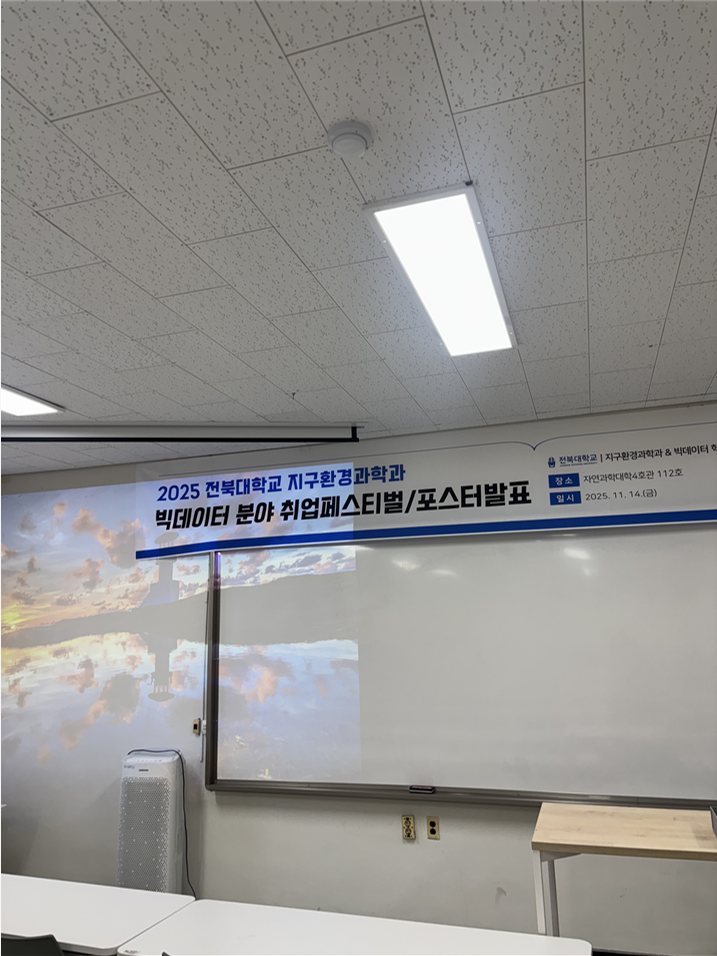 2025 전북대학교 지구환경과학과
빅데이터 분야 취업페스티벌/포스터발표
전북대학교 | 지구환경과학과 & 빅데이터
장소 자연과학대학4호관 112호
일시 2025. 11. 14.(금)